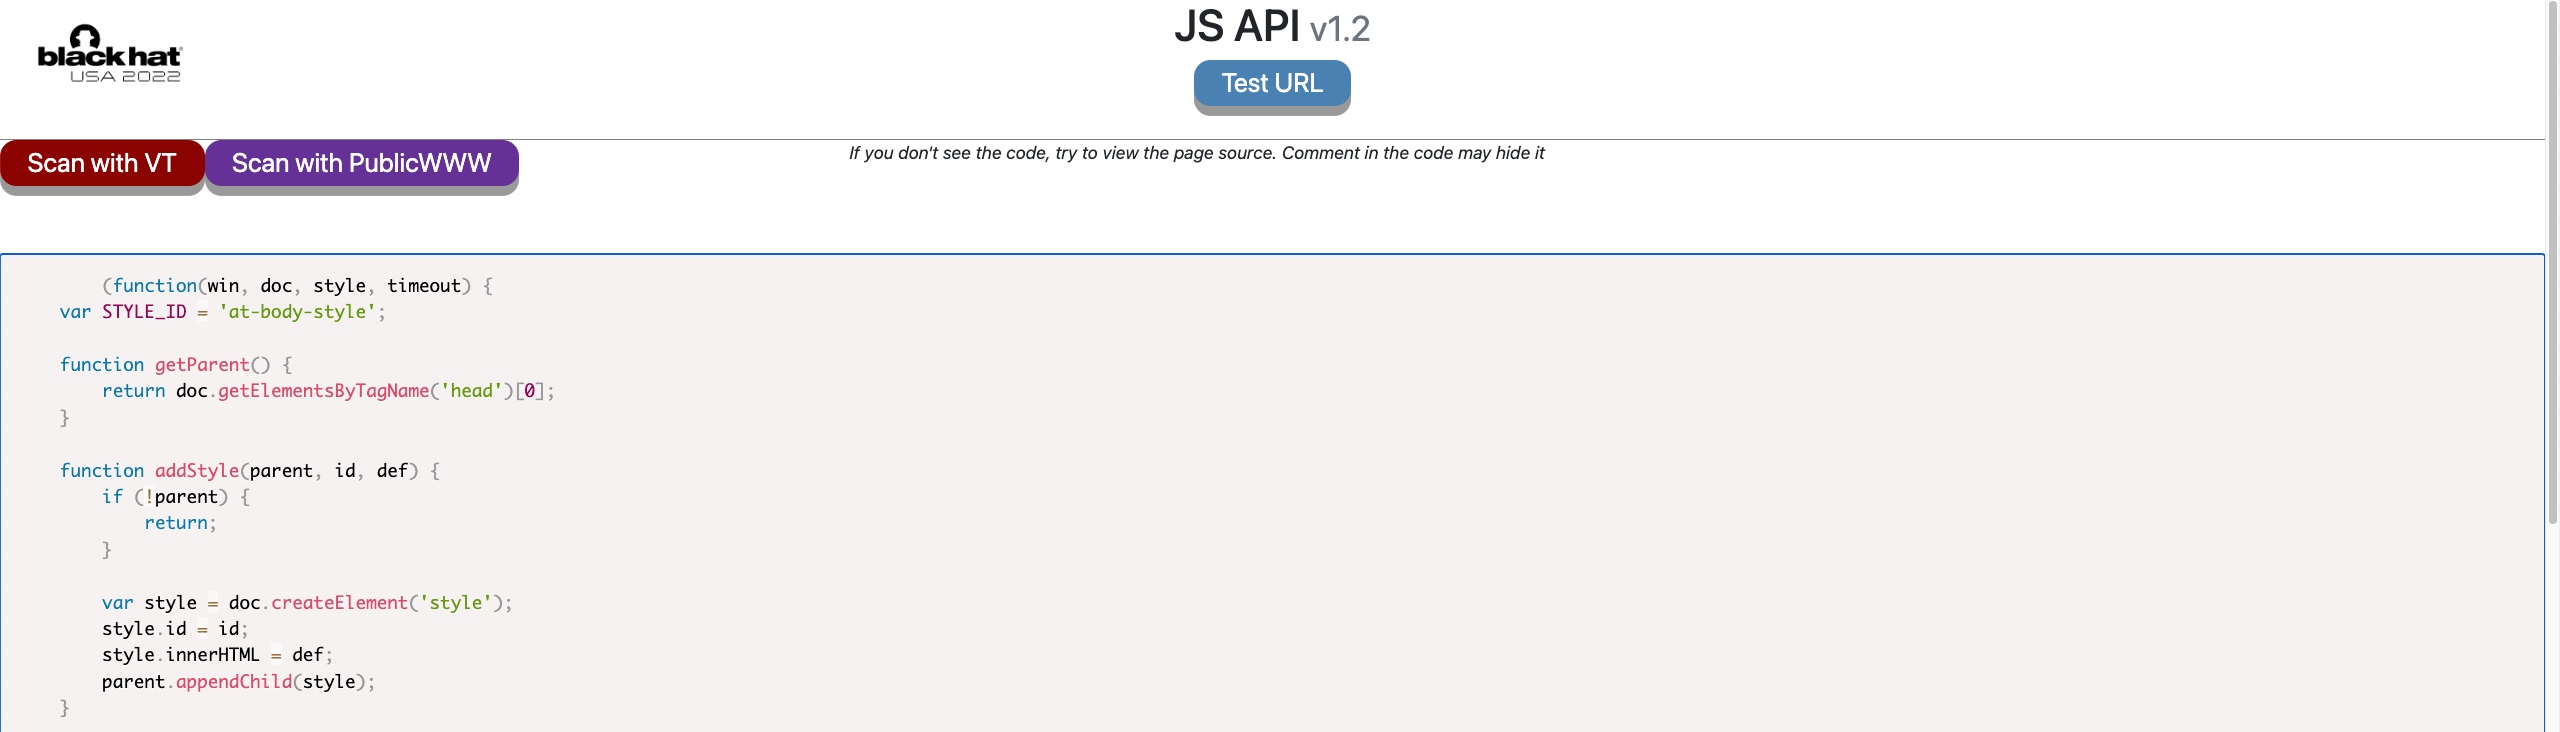 JS API v1.2
black hat
USA 2022
Test URL
Scan with VT
Scan with PublicWWW
If you don't see the code, try to view the page source. Comment in the code may hide it
(function(win, doc, style, timeout) {
var STYLE_ID = 'at-body-style';
function getParent() {
return doc.getElementsByTagName('head')[0];
}
function addStyle(parent, id, def) {
if (!parent) {
return;
}
var style = doc.createElement('style');
style.id = id;
style.innerHTML = def;
parent.appendChild(style);
}